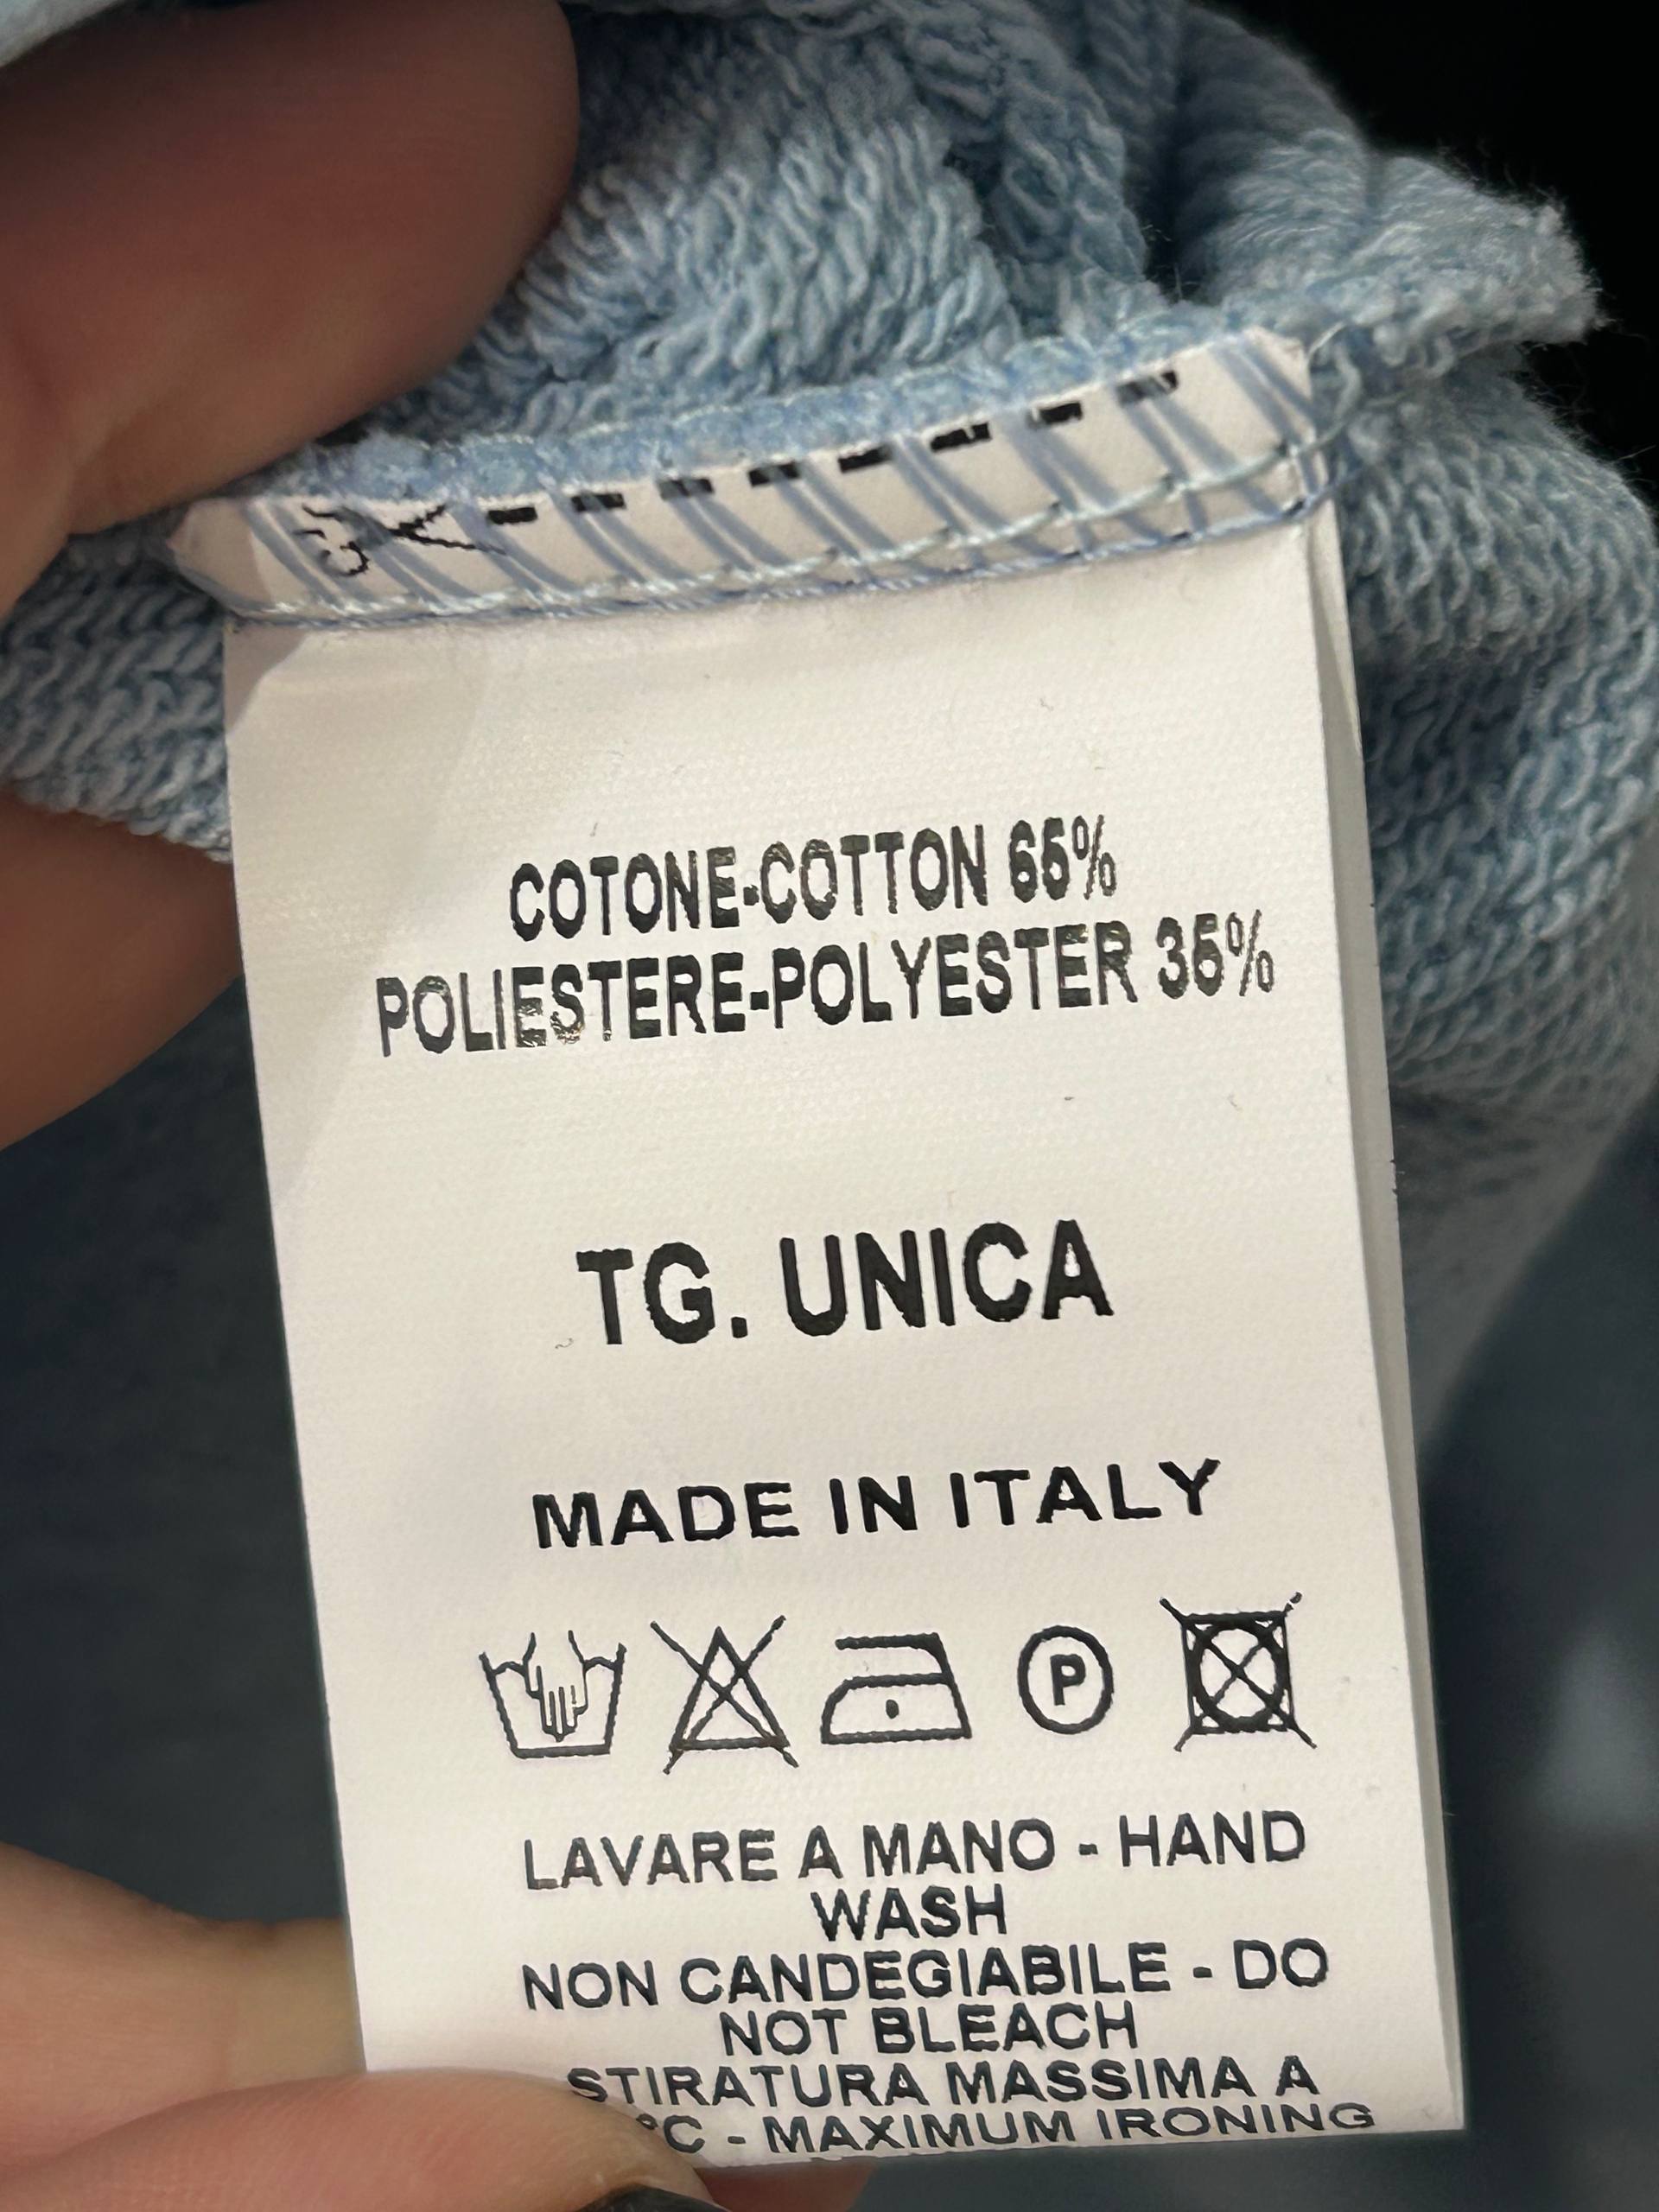 COTONE-COTTON 65%
POLIESTERE-POLYESTER 35%
TG. UNICA
MADE IN ITALY
P
LAVARE A MANO - HAND
WASH
NON CANDEGIABILE - DO
NOT BLEACH
STIRATURA MASSIMA A
°C - MAXIMUM IRONING